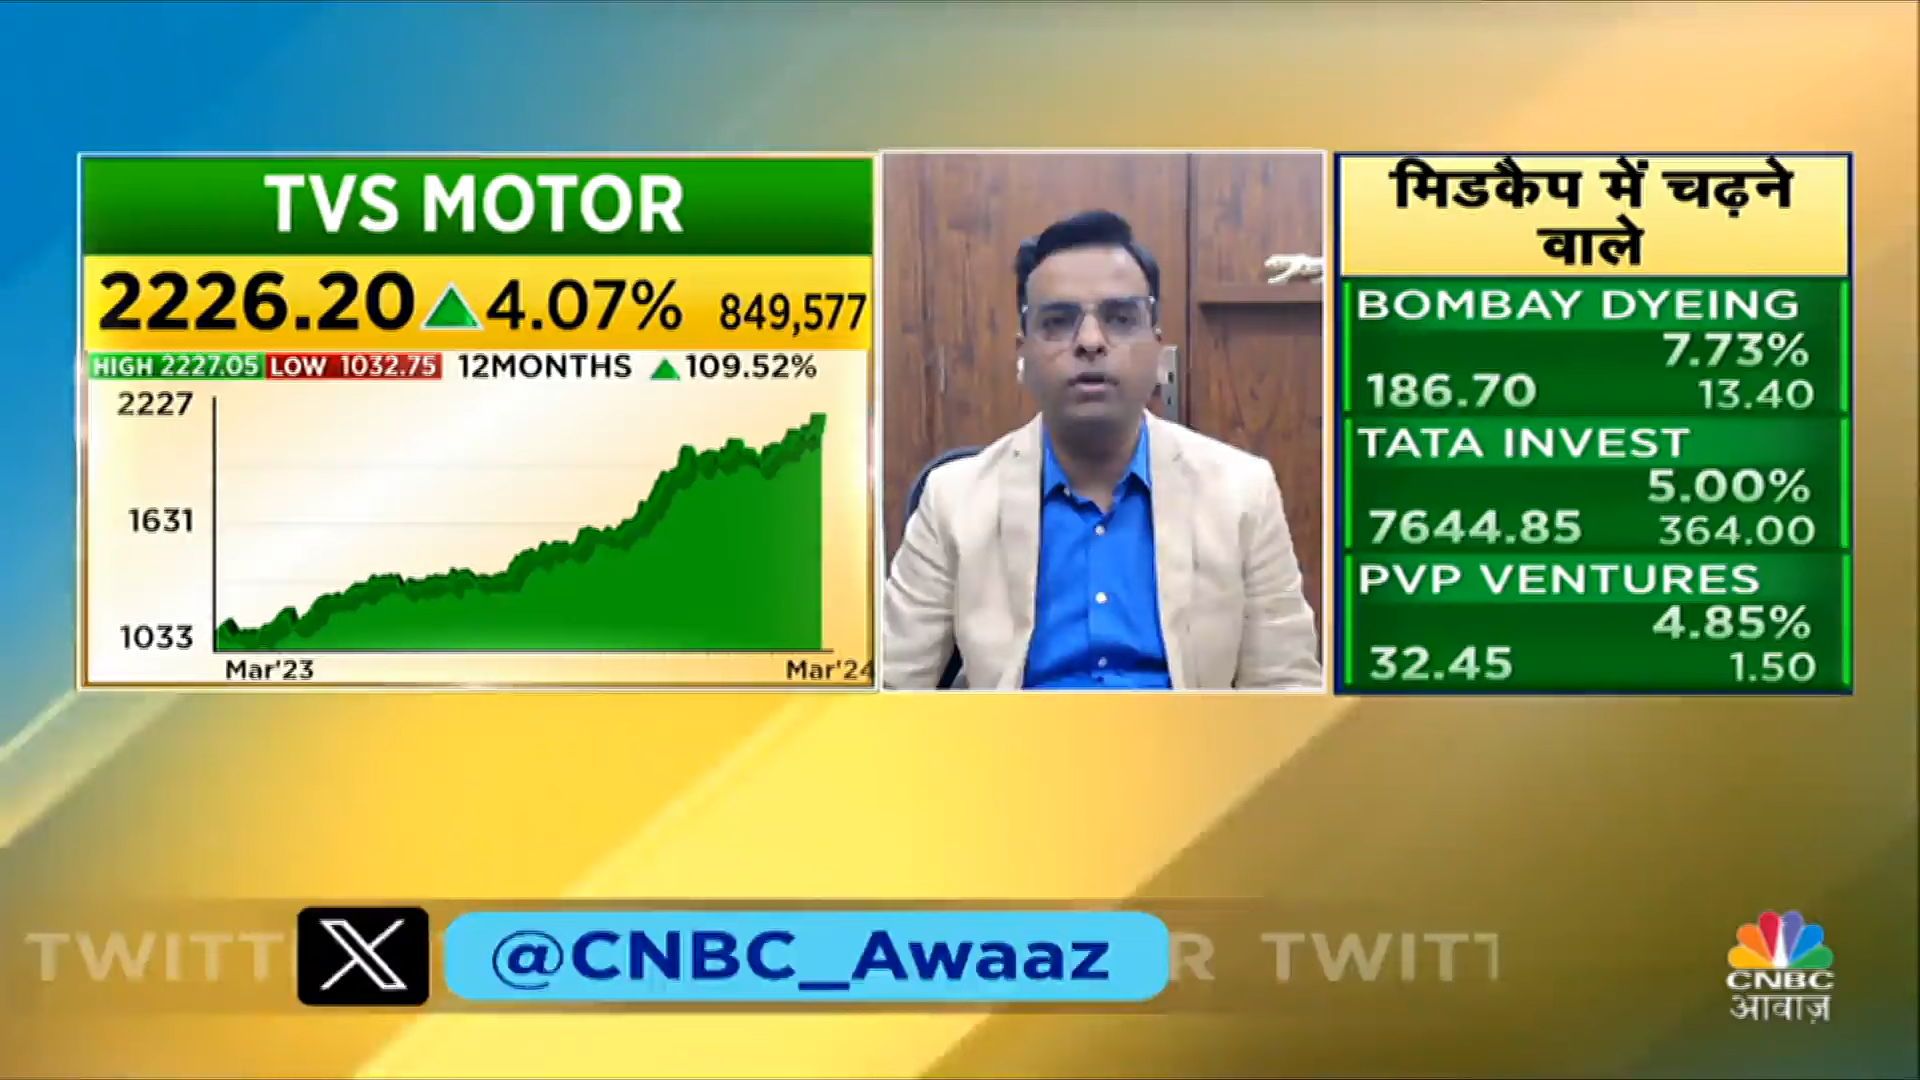 TVS MOTOR
2226.20 ▲ 4.07% 849,577
HIGH 2227.05 LOW 1032.75 12MONTHS ▲ 109.52%
2227
1631
1033
Mar'23 Mar'24
मिडकैप में चढ़ने
वाले
BOMBAY DYEING
7.73%
186.70 13.40
TATA INVEST
5.00%
7644.85 364.00
PVP VENTURES
4.85%
32.45 1.50
TWITT X @CNBC_Awaaz R TWITT
CNBC
आवाज़